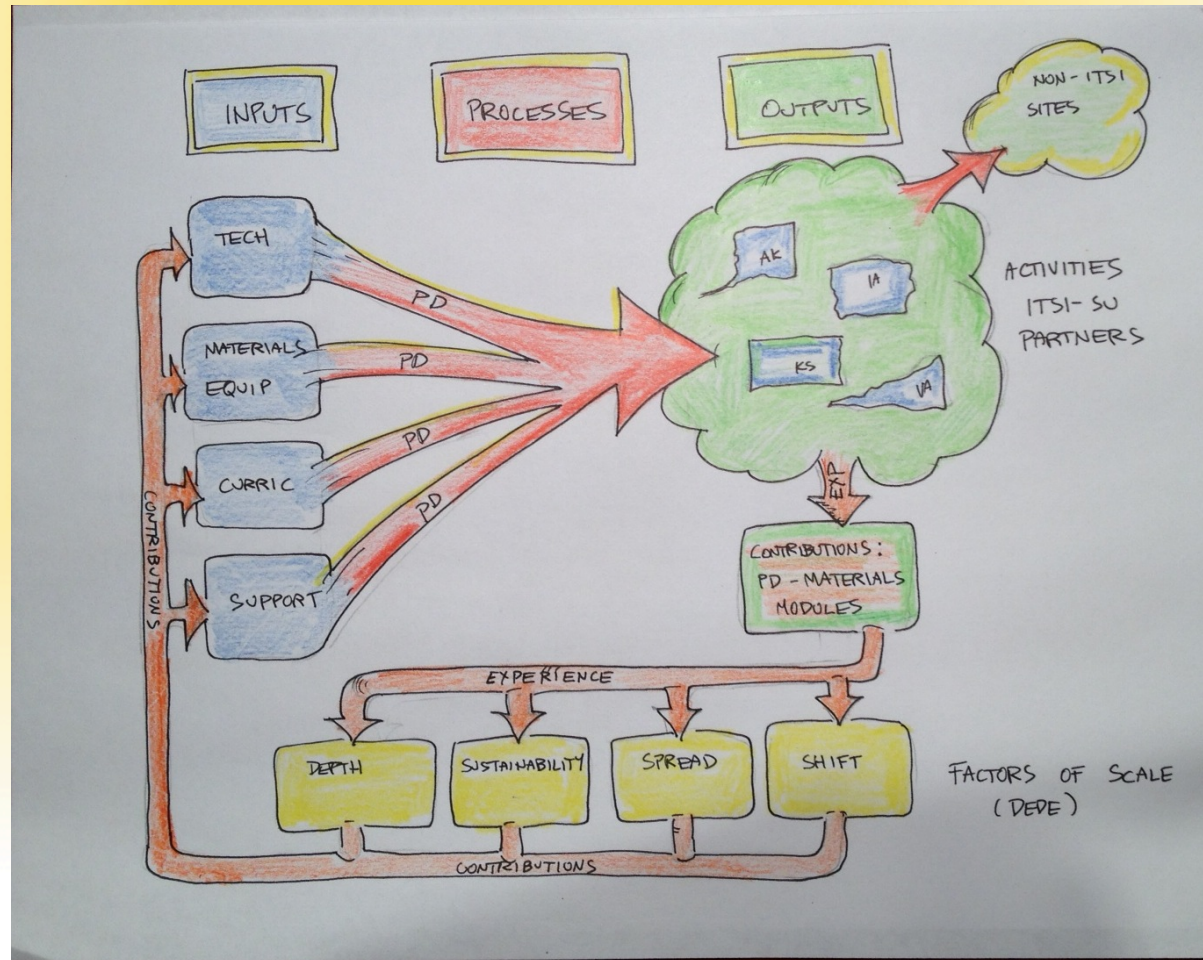 INPUTS
PROCESSES
OUTPUTS
NON-ITSI
SITES
TECH
PD
MATERIALS
EQUIP
PD
CURRIC
PD
SUPPORT
PD
AK
IA
KS
VA
ACTIVITIES
ITSI-SU
PARTNERS
EXP
CONTRIBUTIONS:
PD-MATERIALS
MODULES
EXPERIENCE
DEPTH
SUSTAINABILITY
SPREAD
SHIFT
FACTORS OF SCALE
(DEDE)
CONTRIBUTIONS
CONTRIBUTIONS